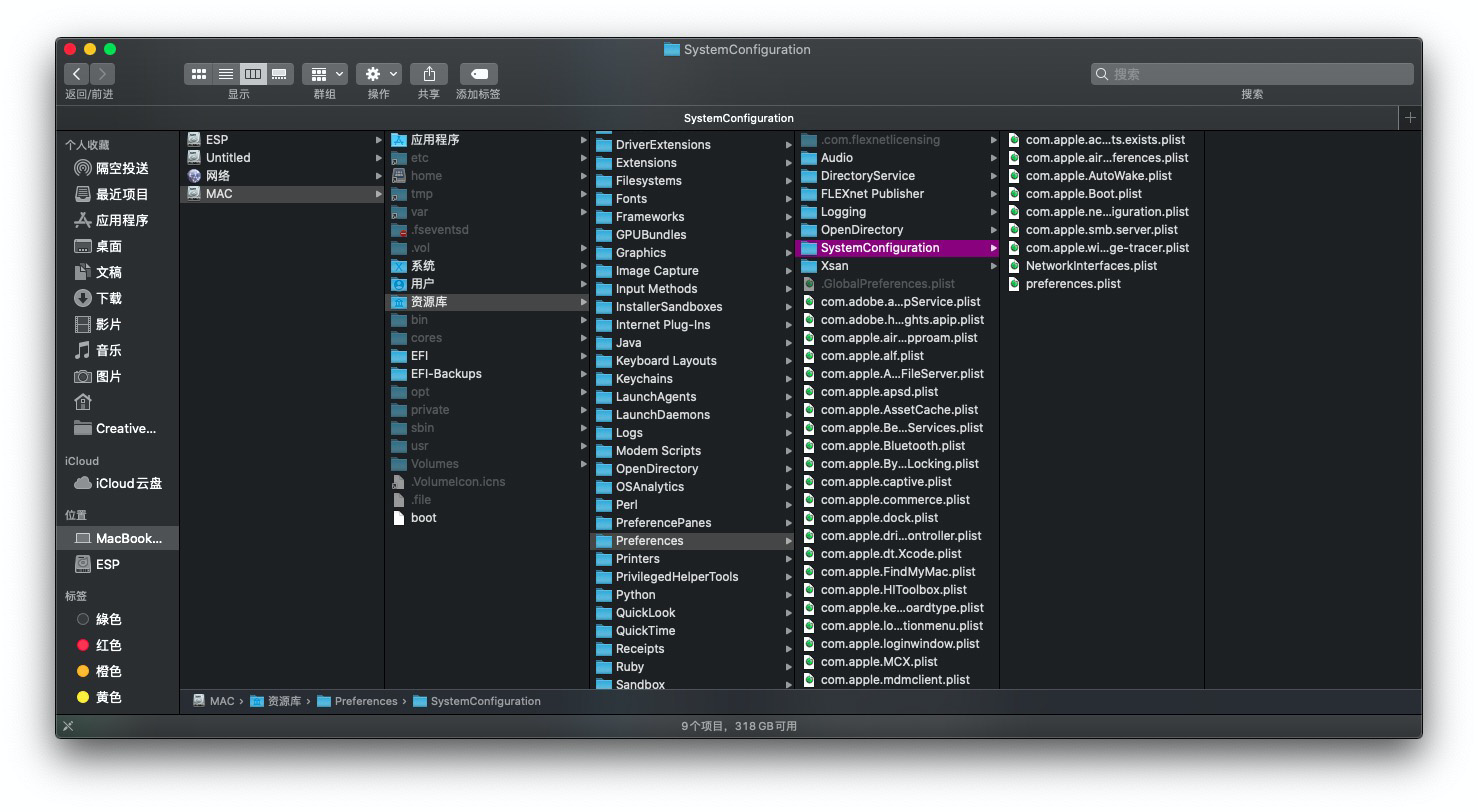 SystemConfiguration
返回/前进
显示
群组
操作
共享
添加标签
搜索
搜索
SystemConfiguration
个人收藏
隔空投送
最近项目
应用程序
桌面
文稿
下载
影片
音乐
图片
Creative...
iCloud
iCloud云盘
位置
MacBook...
ESP
标签
綠色
红色
橙色
黄色
ESP
Untitled
网络
MAC
应用程序
etc
home
tmp
var
.fseventsd
.vol
系统
用户
资源库
bin
cores
EFI
EFI-Backups
opt
private
sbin
usr
Volumes
.VolumeIcon.icns
.file
boot
DriverExtensions
Extensions
Filesystems
Fonts
Frameworks
GPUBundles
Graphics
Image Capture
Input Methods
InstallerSandboxes
Internet Plug-Ins
Java
Keyboard Layouts
Keychains
LaunchAgents
LaunchDaemons
Logs
Modem Scripts
OpenDirectory
OSAnalytics
Perl
PreferencePanes
Preferences
Printers
PrivilegedHelperTools
Python
QuickLook
QuickTime
Receipts
Ruby
Sandbox
.com.flexnetlicensing
Audio
DirectoryService
FLEXnet Publisher
Logging
OpenDirectory
SystemConfiguration
Xsan
.GlobalPreferences.plist
com.adobe.a...pService.plist
com.adobe.h...ghts.apip.plist
com.apple.air...pproam.plist
com.apple.alf.plist
com.apple.A...FileServer.plist
com.apple.apsd.plist
com.apple.AssetCache.plist
com.apple.Be...Services.plist
com.apple.Bluetooth.plist
com.apple.By...Locking.plist
com.apple.captive.plist
com.apple.commerce.plist
com.apple.dock.plist
com.apple.dri...ontroller.plist
com.apple.dt.Xcode.plist
com.apple.FindMyMac.plist
com.apple.HIToolbox.plist
com.apple.ke...oardtype.plist
com.apple.lo...tionmenu.plist
com.apple.loginwindow.plist
com.apple.MCX.plist
com.apple.mdmclient.plist
com.apple.ac...ts.exists.plist
com.apple.air...ferences.plist
com.apple.AutoWake.plist
com.apple.Boot.plist
com.apple.ne...iguration.plist
com.apple.smb.server.plist
com.apple.wi...ge-tracer.plist
NetworkInterfaces.plist
preferences.plist
MAC › 资源库 › Preferences › SystemConfiguration
9个项目，318 GB可用